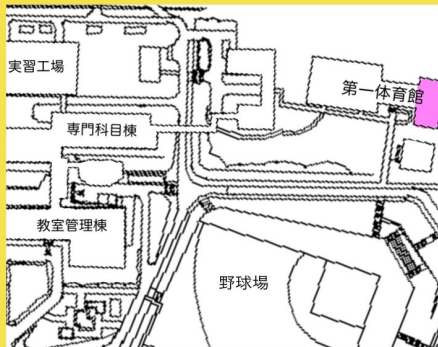 実習工場
第一体育館
専門科目棟
教室管理棟
野球場